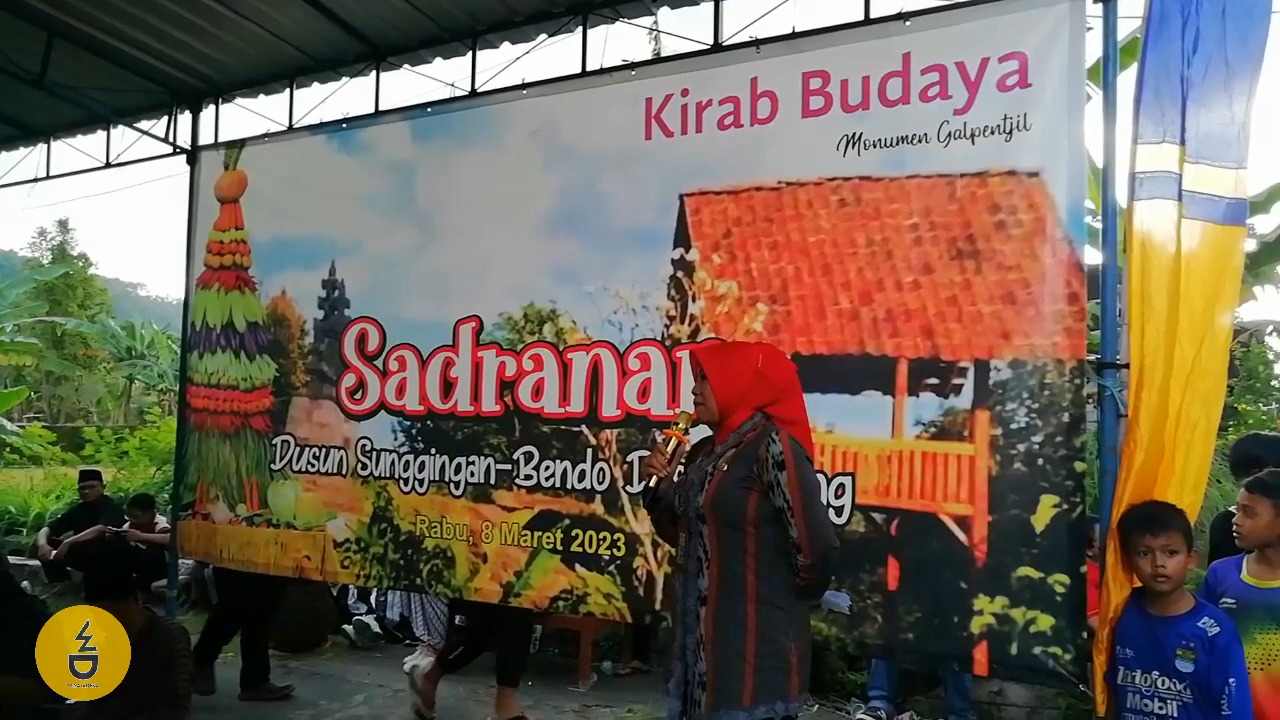 Kirab Budaya
Monumen Galpentjil
Sadranan
Dusun Sunggingan-Bendo
Rabu, 8 Maret 2023
Indofood
Mobil